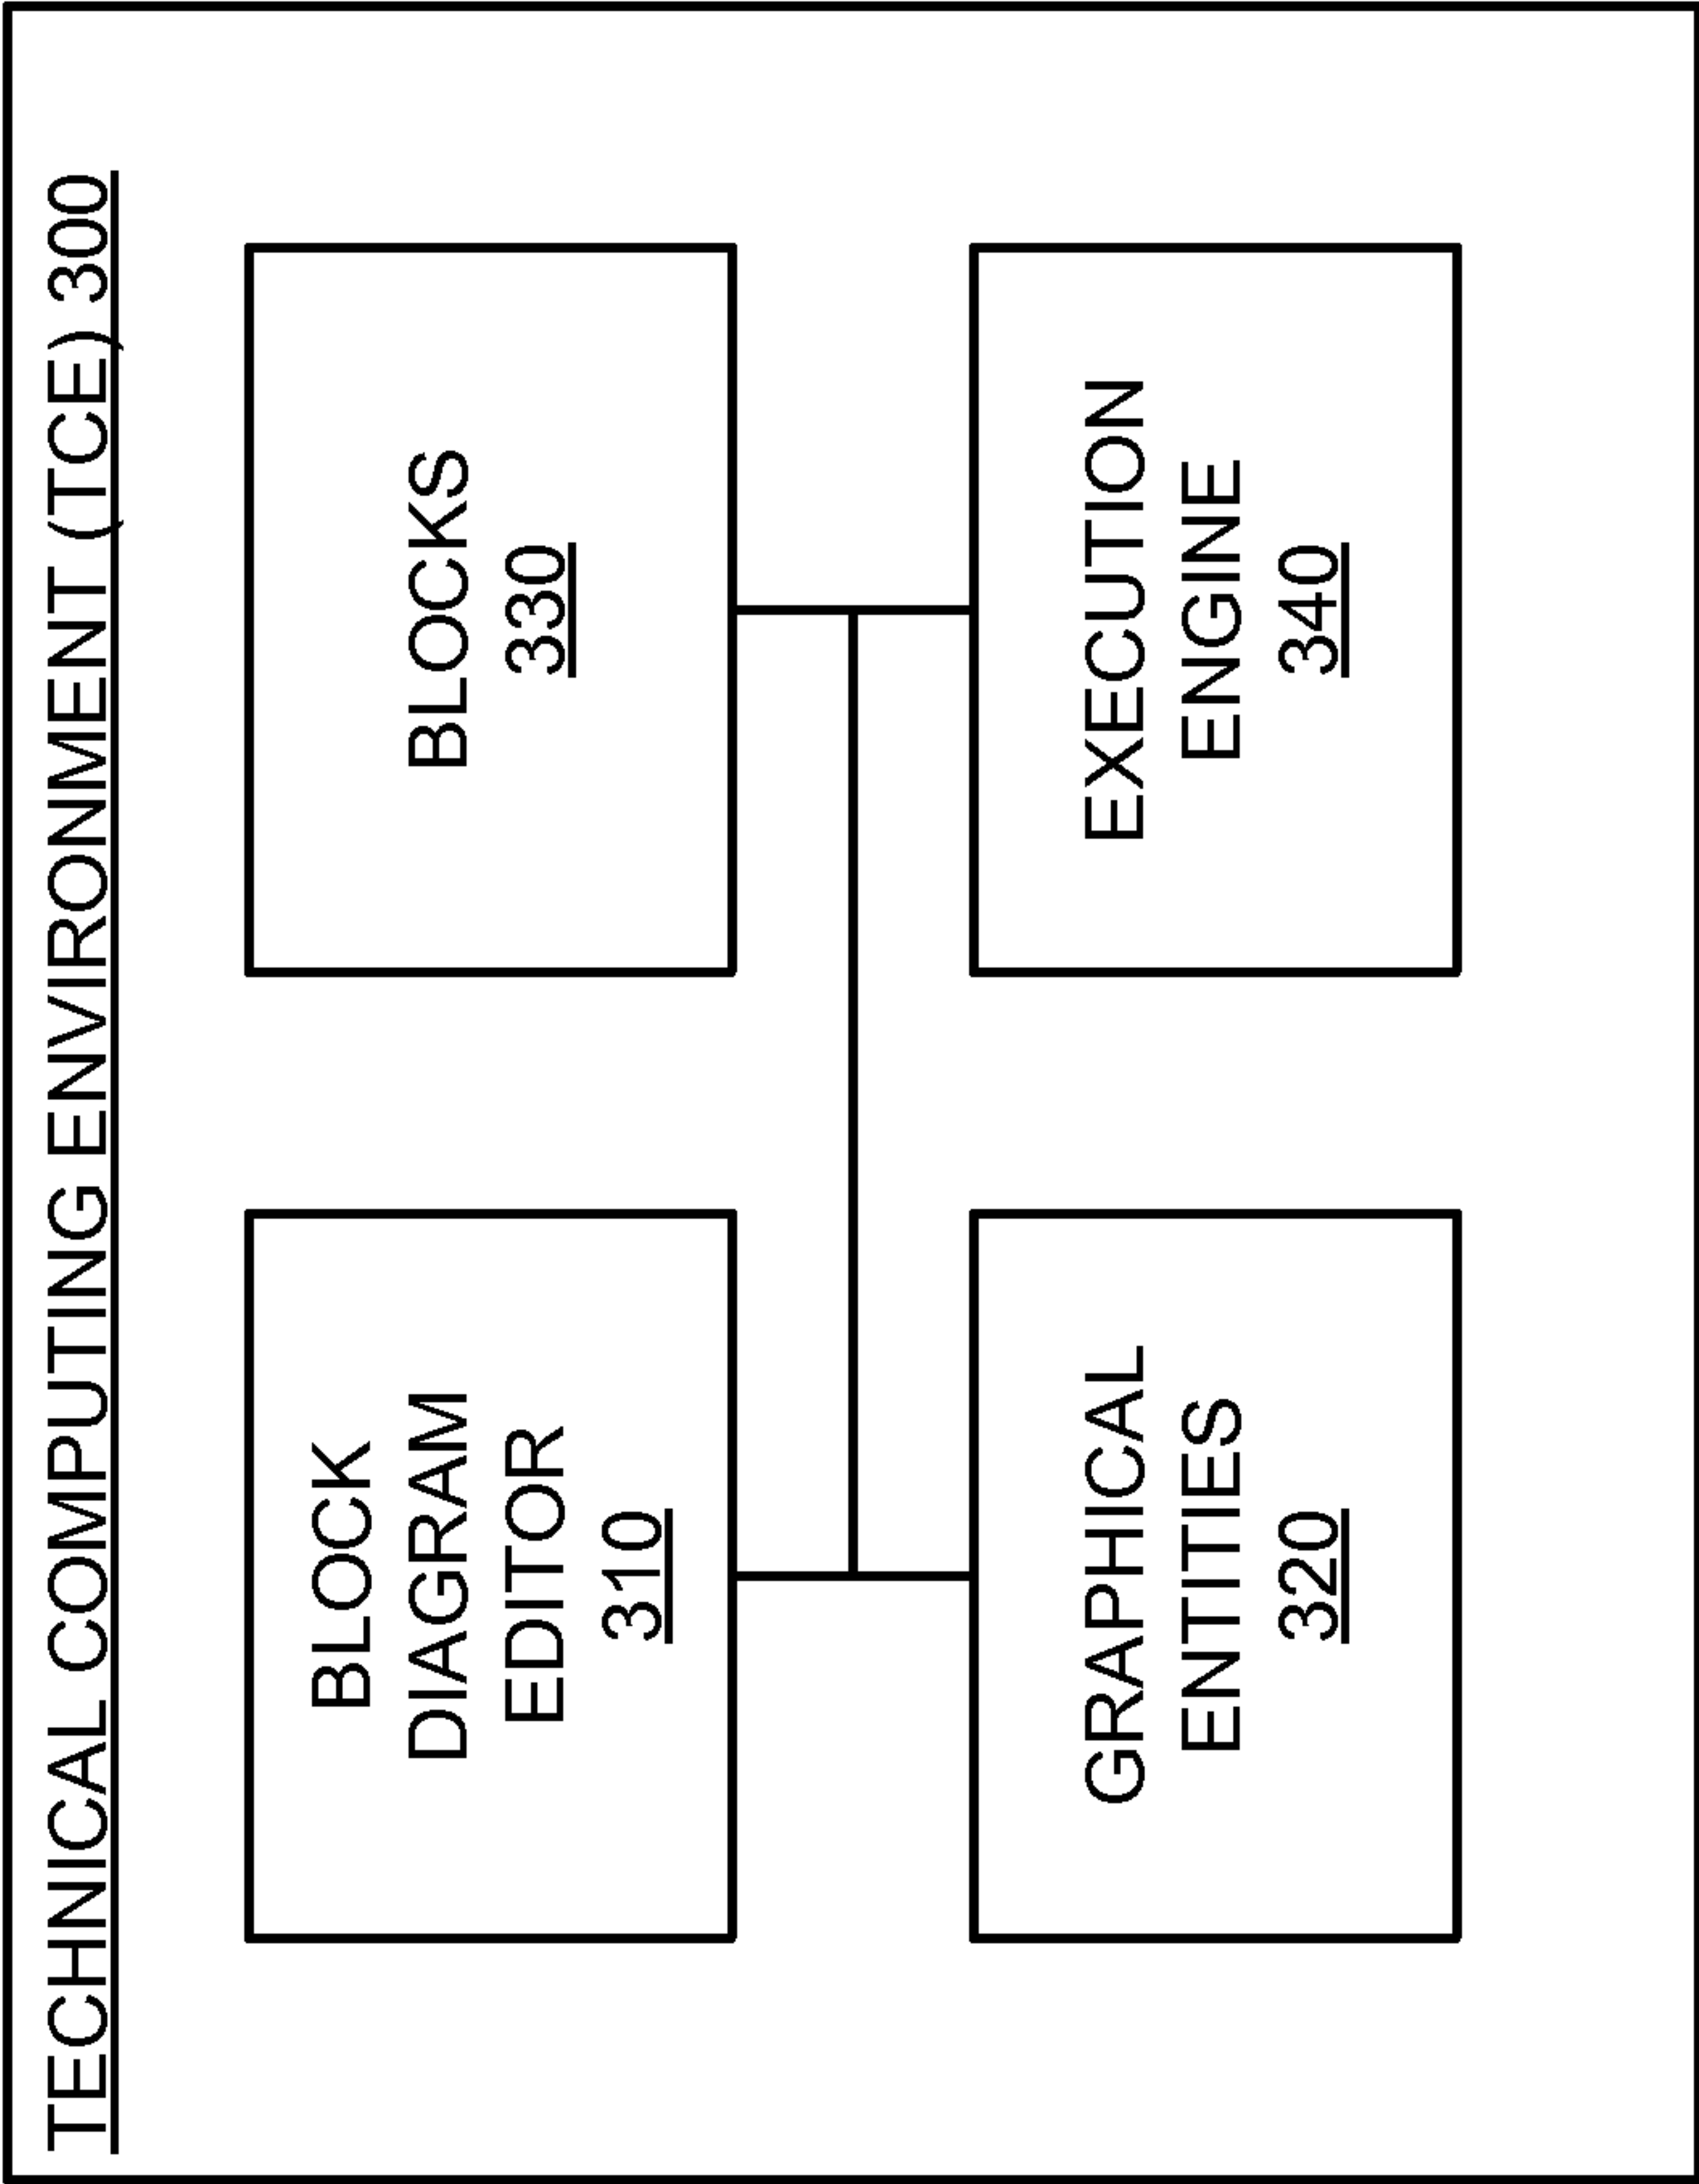 TECHNICAL COMPUTING ENVIRONMENT (TCE) 300
BLOCK
DIAGRAM
EDITOR
310
BLOCKS
330
GRAPHICAL
ENTITIES
320
EXECUTION
ENGINE
340